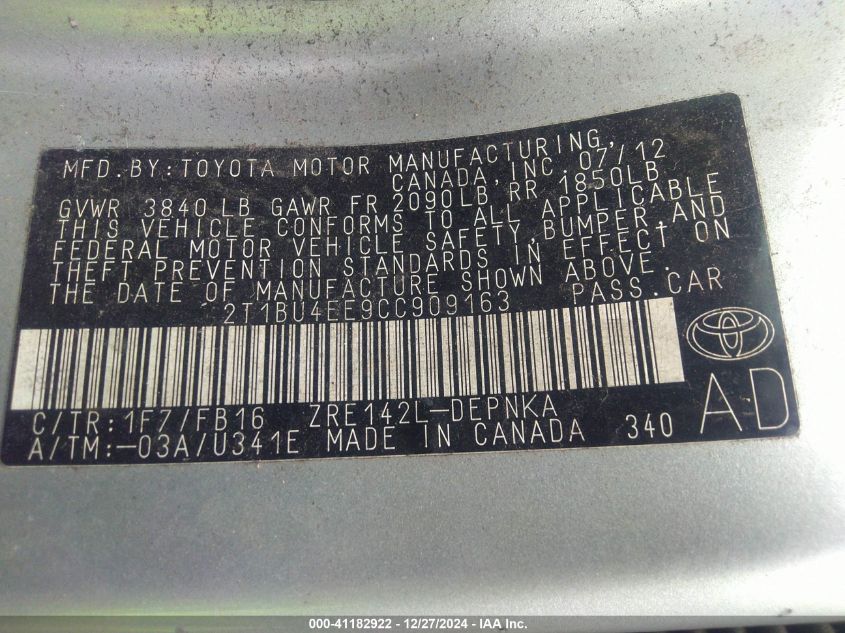 MFD. BY: TOYOTA MOTOR MANUFACTURING,
CANADA, INC. 07/12
GVWR 3840 LB GAWR FR 2090LB RR 1850LB
THIS VEHICLE CONFORMS TO ALL APPLICABLE
FEDERAL MOTOR VEHICLE SAFETY, BUMPER, AND
THEFT PREVENTION STANDARDS IN EFFECT ON
THE DATE OF MANUFACTURE SHOWN ABOVE.
2T1BU4EE9CC909163 PASS. CAR
C/TR: 1F7/FB16 ZRE142L-DEPNKA AD
A/TM: -03A/U341E MADE IN CANADA 340
000-41182922 - 12/27/2024 - IAA Inc.